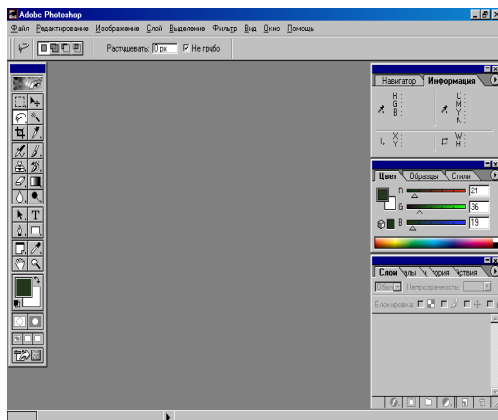 Adobe Photoshop
Файл Редактирование Изображение Слой Выделение Фильтр Вид Окно Помощь
Растушевать: 0 px Не грубо
Навигатор Информация
H: C:
G: M:
B: Y:
K:
X: W:
Y: H:
Цвет Образцы Стили
R 21
G 36
B 19
Слои
Непрозрачность:
Блокировка:
T